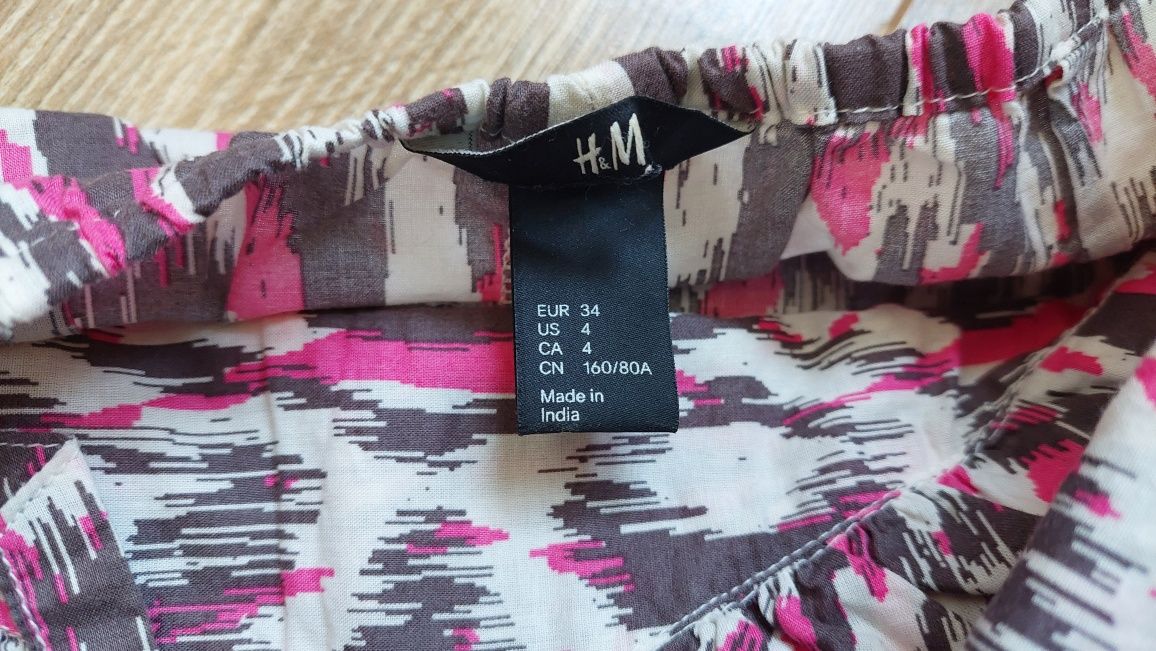 H&M
EUR 34
US 4
CA 4
CN 160/80A
Made in
India